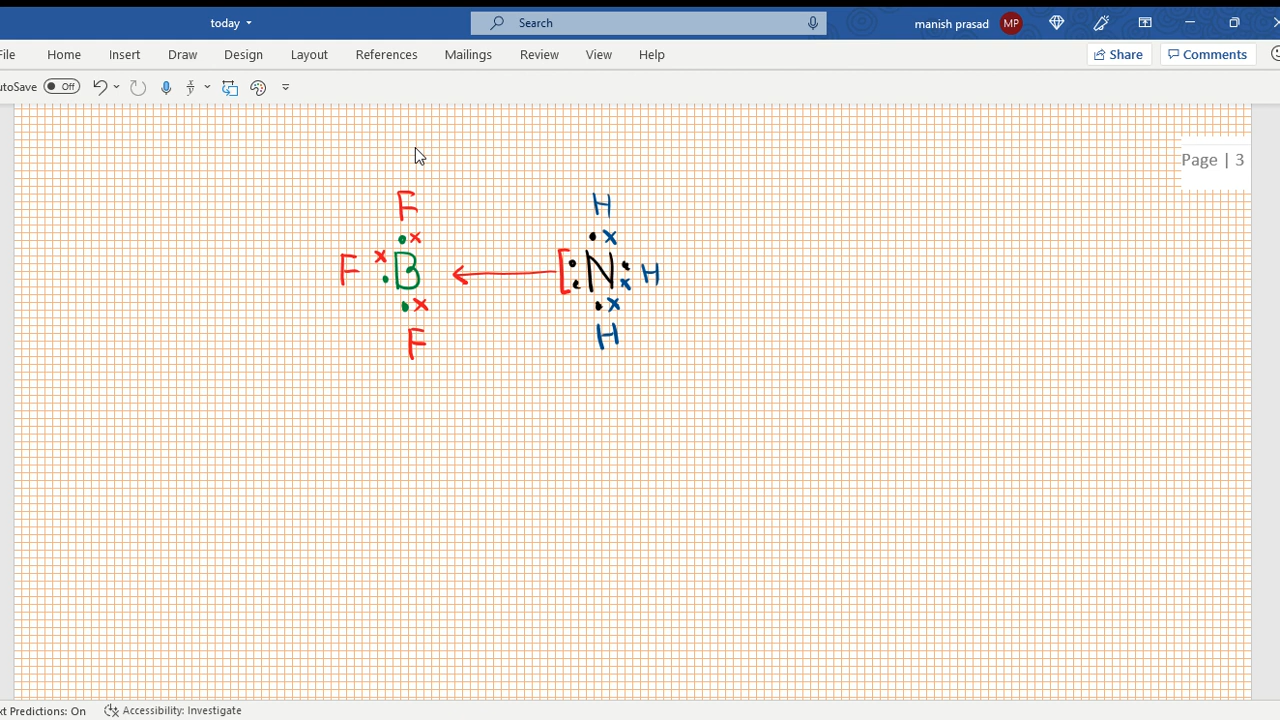 today
Search
manish prasad MP
File Home Insert Draw Design Layout References Mailings Review View Help
Share Comments
AutoSave Off x/y
Page | 3
F H
• x • x
F x • B ← [ : N • x H
• x • x
F H
xt Predictions: On Accessibility: Investigate